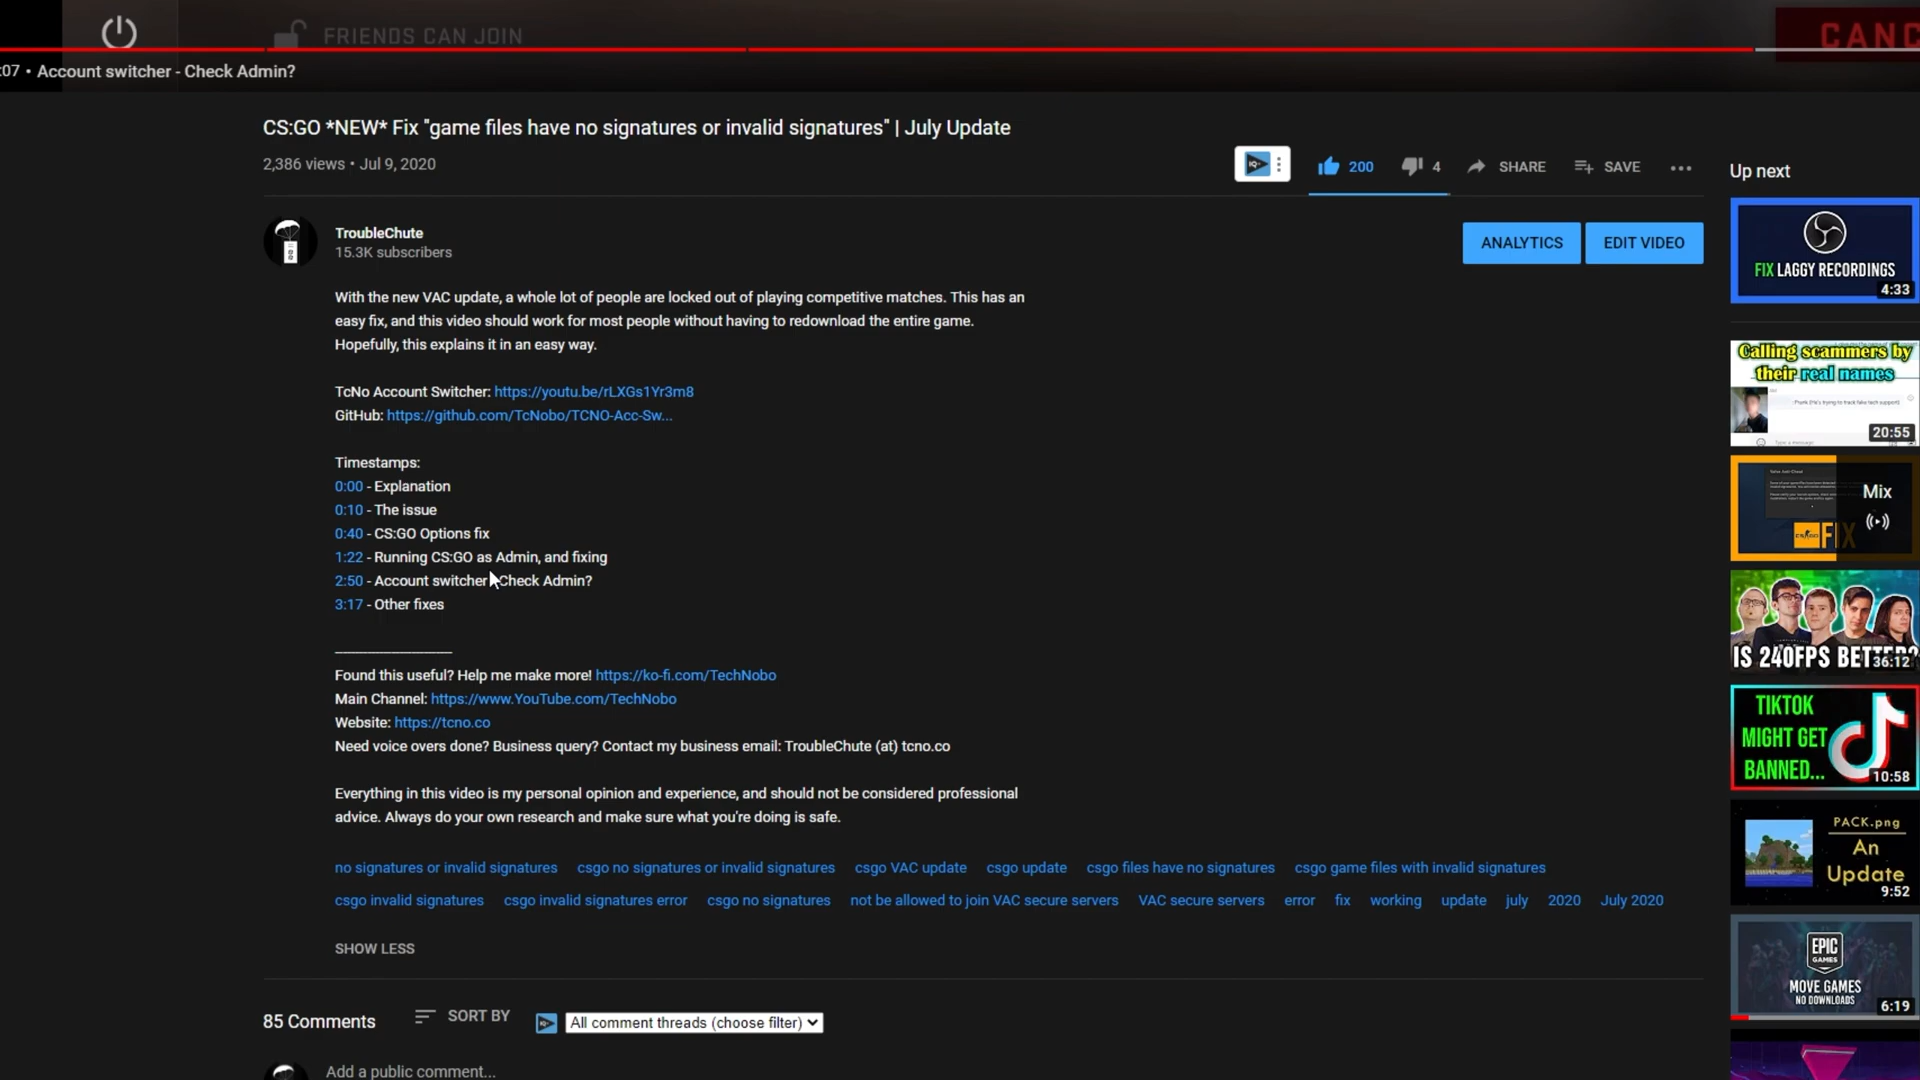 FRIENDS CAN JOIN
CANC
:07 • Account switcher - Check Admin?
CS:GO *NEW* Fix "game files have no signatures or invalid signatures" | July Update
2,386 views • Jul 9, 2020
200
4
SHARE
SAVE
Up next
TroubleChute
15.3K subscribers
ANALYTICS
EDIT VIDEO
With the new VAC update, a whole lot of people are locked out of playing competitive matches. This has an
easy fix, and this video should work for most people without having to redownload the entire game.
Hopefully, this explains it in an easy way.
TcNo Account Switcher: https://youtu.be/rLXGs1Yr3m8
GitHub: https://github.com/TcNobo/TCNO-Acc-Sw...
Timestamps:
0:00 - Explanation
0:10 - The issue
0:40 - CS:GO Options fix
1:22 - Running CS:GO as Admin, and fixing
2:50 - Account switcher Check Admin?
3:17 - Other fixes
Found this useful? Help me make more! https://ko-fi.com/TechNobo
Main Channel: https://www.YouTube.com/TechNobo
Website: https://tcno.co
Need voice overs done? Business query? Contact my business email: TroubleChute (at) tcno.co
Everything in this video is my personal opinion and experience, and should not be considered professional
advice. Always do your own research and make sure what you're doing is safe.
no signatures or invalid signatures csgo no signatures or invalid signatures csgo VAC update csgo update csgo files have no signatures csgo game files with invalid signatures
csgo invalid signatures csgo invalid signatures error csgo no signatures not be allowed to join VAC secure servers VAC secure servers error fix working update july 2020 July 2020
SHOW LESS
85 Comments
SORT BY
All comment threads (choose filter)
Add a public comment...
FIX LAGGY RECORDINGS
4:33
Calling scammers by
their real names
20:55
Mix
FIX
IS 240FPS BETTER?
36:12
TIKTOK
MIGHT GET
BANNED...
10:58
PACK.png
An
Update
9:52
EPIC
GAMES
MOVE GAMES
NO DOWNLOADS
6:19